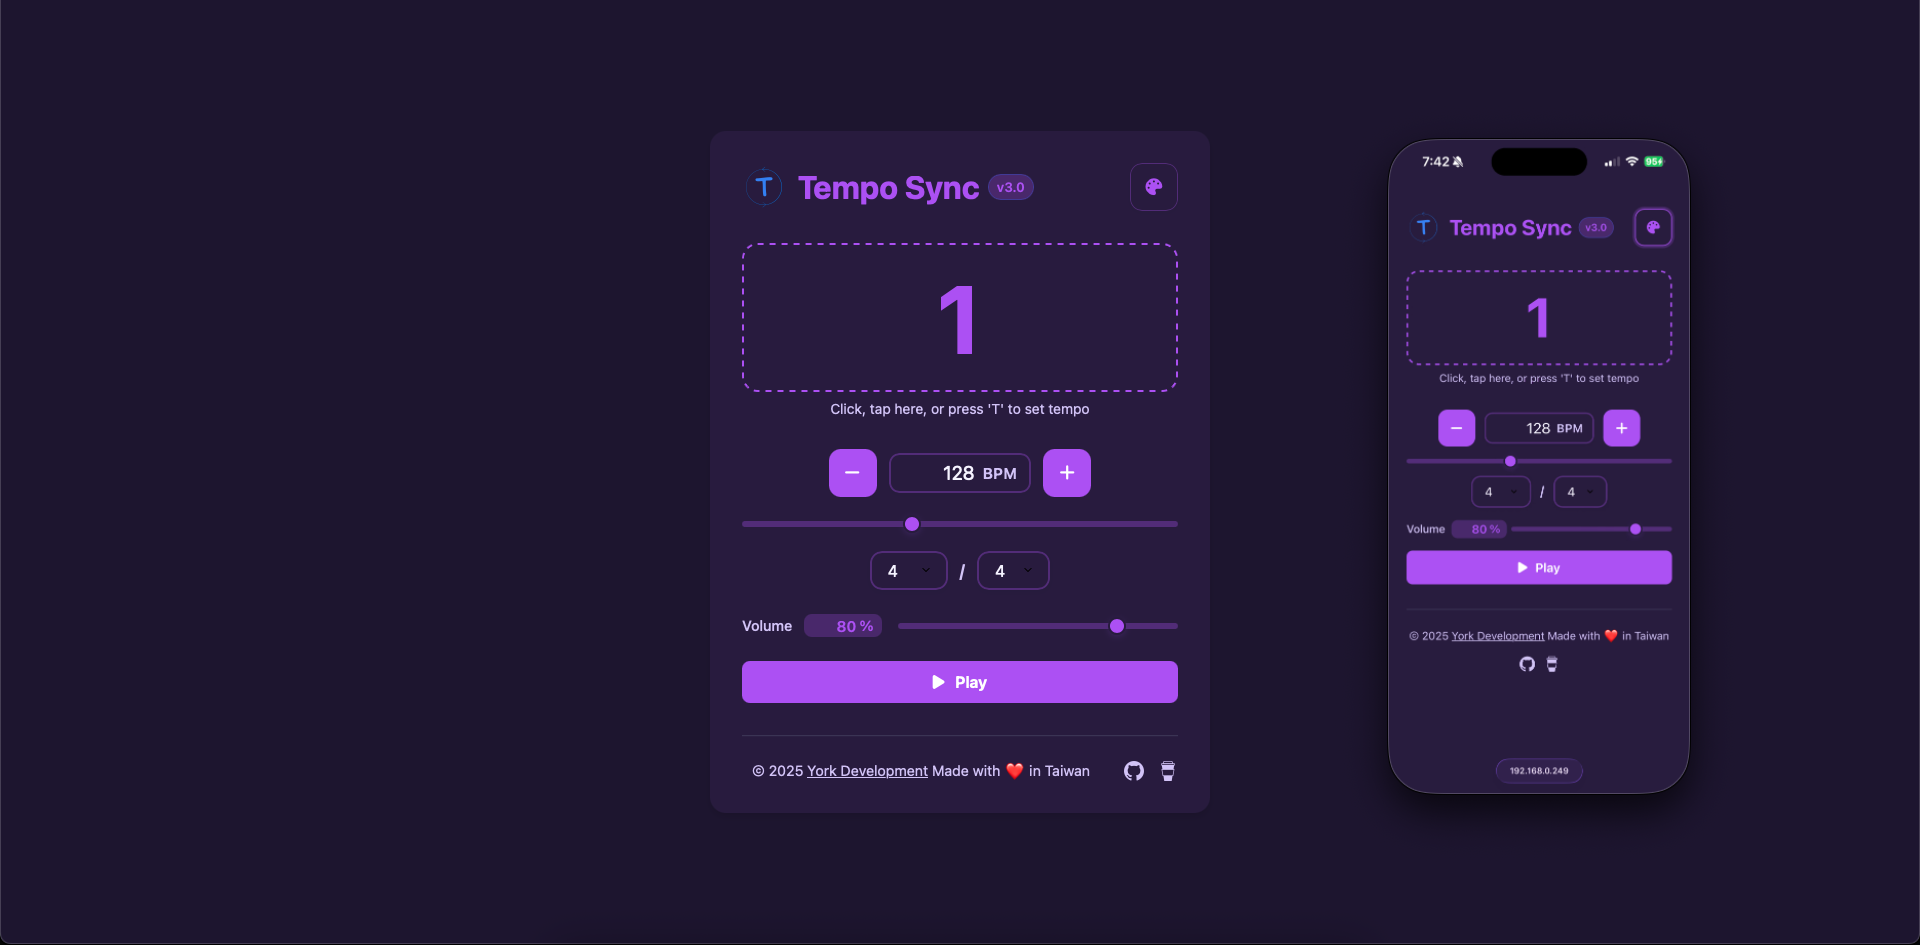 T Tempo Sync v3.0
1
Click, tap here, or press 'T' to set tempo
− 128 BPM +
4 / 4
Volume 80 %
Play
© 2025 York Development Made with ❤️ in Taiwan
7:42 95
T Tempo Sync v3.0
1
Click, tap here, or press 'T' to set tempo
− 128 BPM +
4 / 4
Volume 80 %
Play
© 2025 York Development Made with ❤️ in Taiwan
192.168.0.249